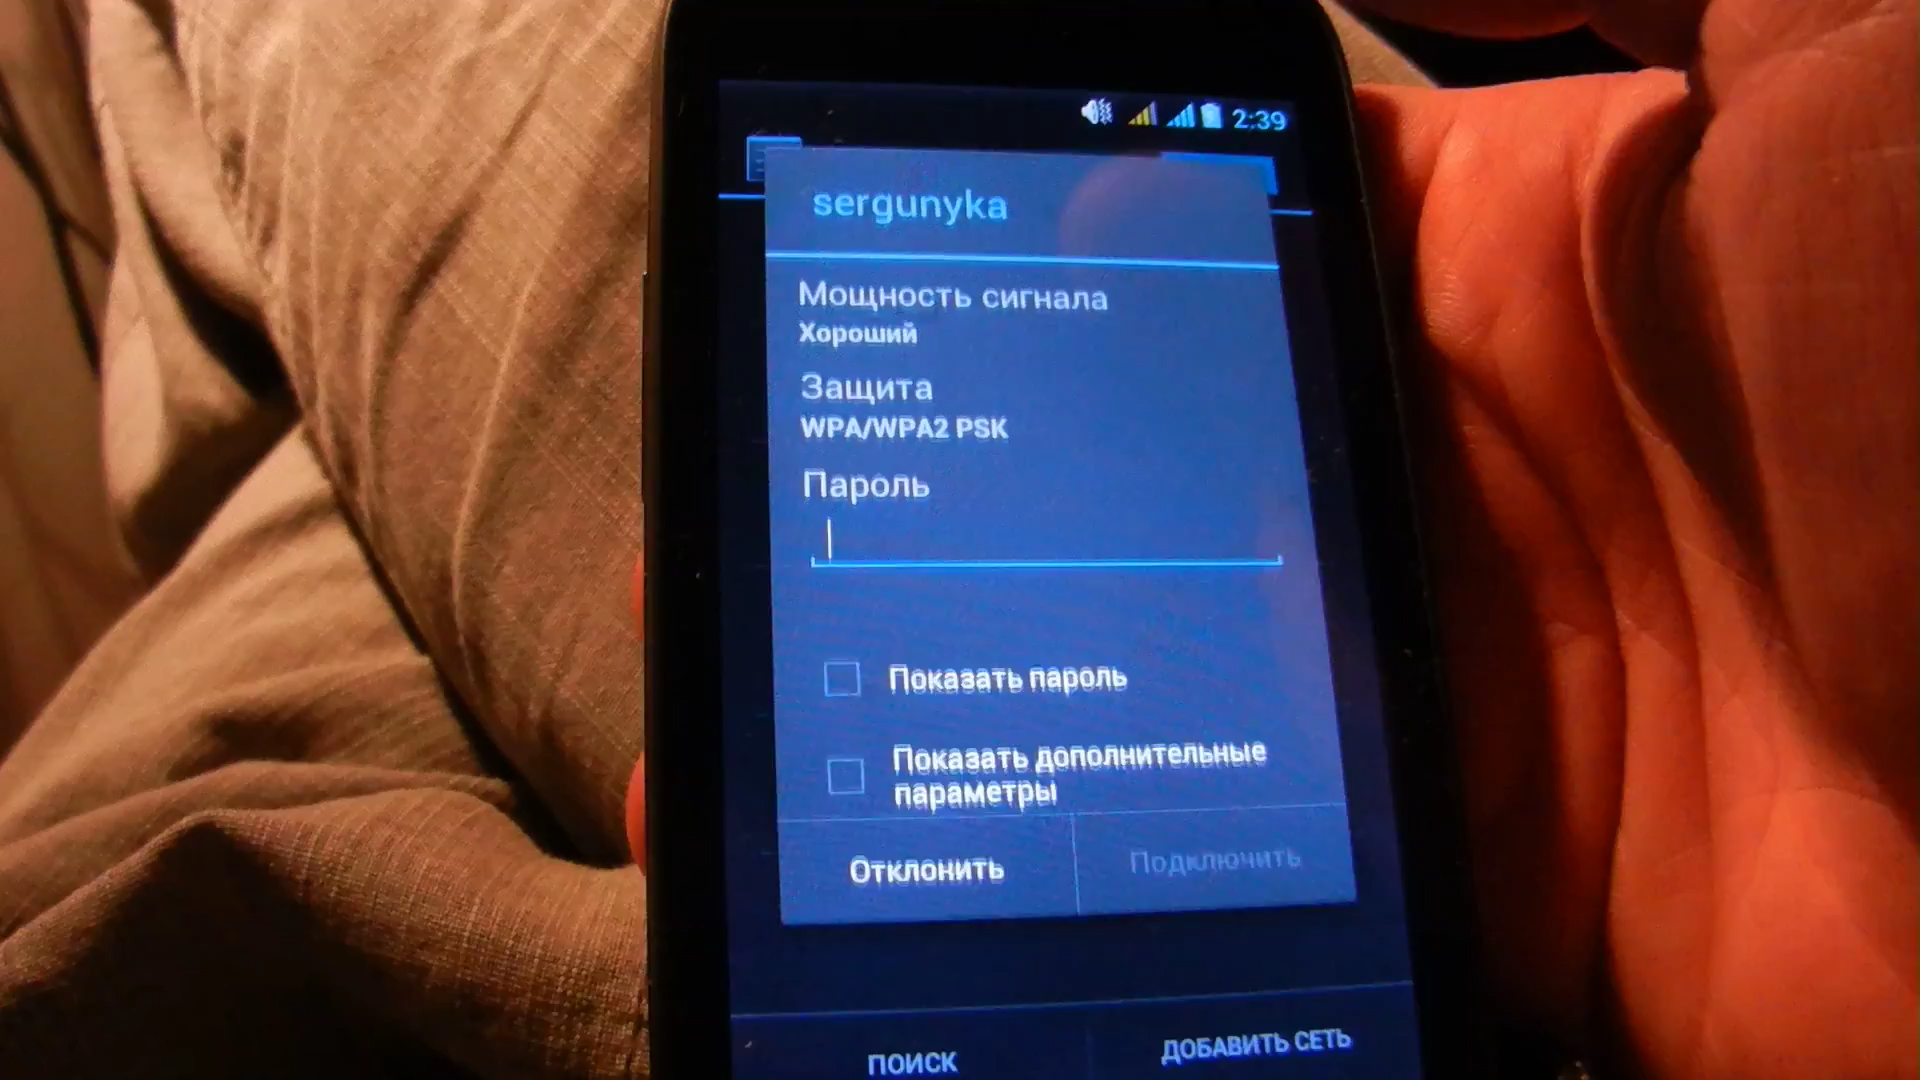 2:39
sergunyka
Мощность сигнала
Хороший
Защита
WPA/WPA2 PSK
Пароль
Показать пароль
Показать дополнительные
параметры
Отклонить Подключить
ПОИСК ДОБАВИТЬ СЕТЬ